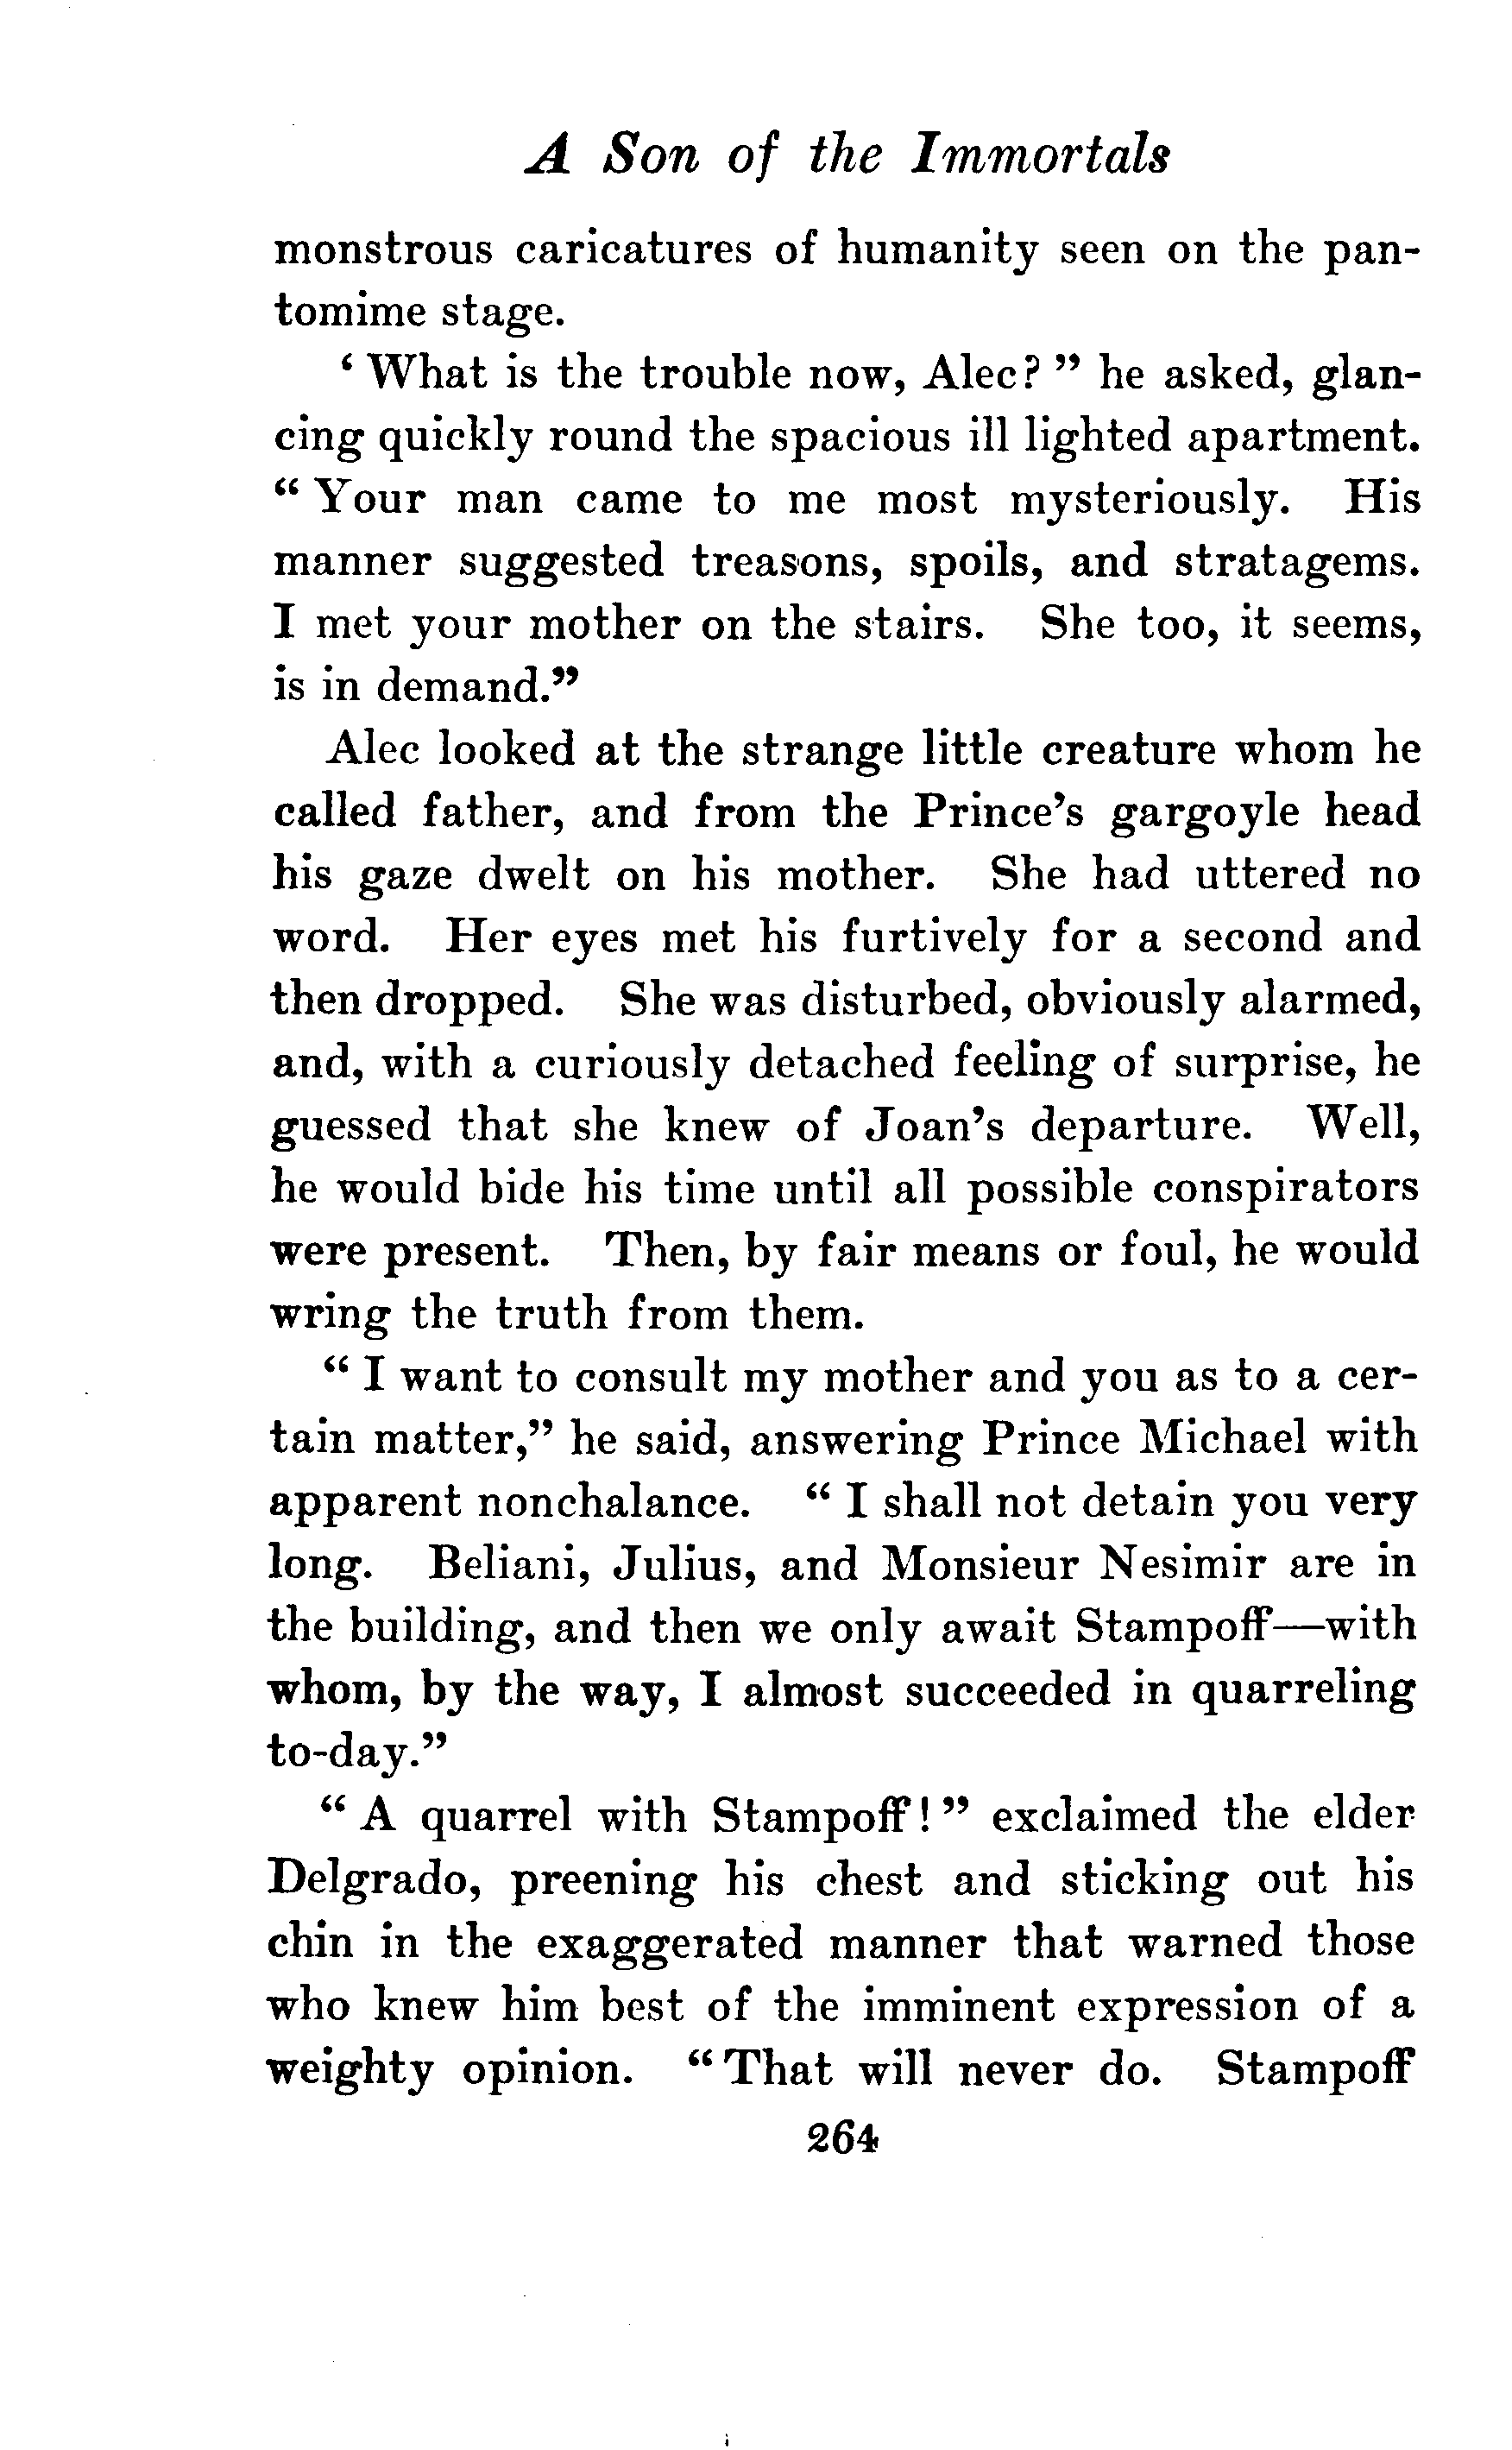 A Son of the Immortals
monstrous caricatures of humanity seen on the pan-
tomime stage.
‘ What is the trouble now, Alec? ” he asked, glan-
cing quickly round the spacious ill lighted apartment.
“ Your man came to me most mysteriously. His
manner suggested treasons, spoils, and stratagems.
I met your mother on the stairs. She too, it seems,
is in demand.”
Alec looked at the strange little creature whom he
called father, and from the Prince’s gargoyle head
his gaze dwelt on his mother. She had uttered no
word. Her eyes met his furtively for a second and
then dropped. She was disturbed, obviously alarmed,
and, with a curiously detached feeling of surprise, he
guessed that she knew of Joan’s departure. Well,
he would bide his time until all possible conspirators
were present. Then, by fair means or foul, he would
wring the truth from them.
“ I want to consult my mother and you as to a cer-
tain matter,” he said, answering Prince Michael with
apparent nonchalance. “ I shall not detain you very
long. Beliani, Julius, and Monsieur Nesimir are in
the building, and then we only await Stampoff—with
whom, by the way, I almost succeeded in quarreling
to-day.”
“ A quarrel with Stampoff! ” exclaimed the elder
Delgrado, preening his chest and sticking out his
chin in the exaggerated manner that warned those
who knew him best of the imminent expression of a
weighty opinion. “ That will never do. Stampoff
264